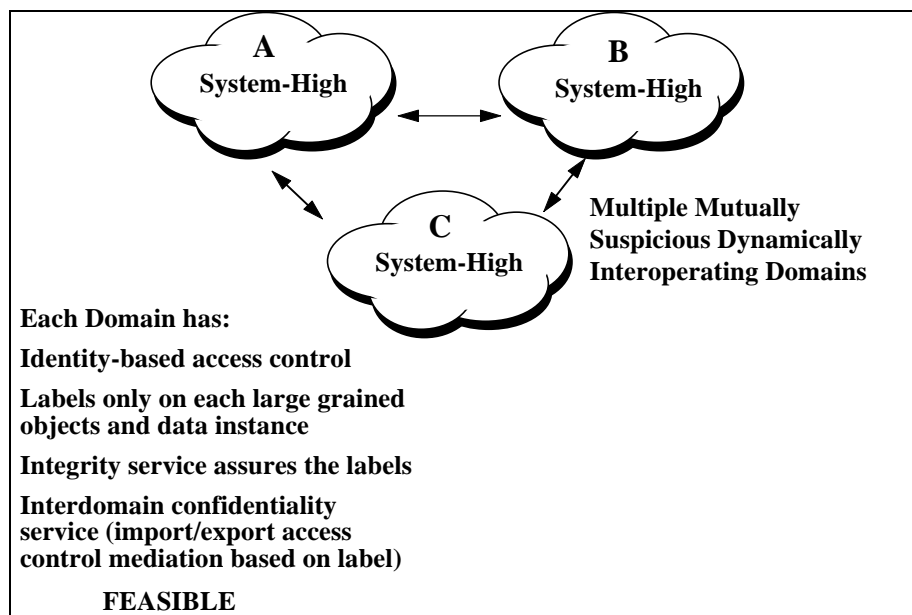 A
System-High
B
System-High
C
System-High
Multiple Mutually
Suspicious Dynamically
Interoperating Domains
Each Domain has:
Identity-based access control
Labels only on each large grained
objects and data instance
Integrity service assures the labels
Interdomain confidentiality
service (import/export access
control mediation based on label)
FEASIBLE